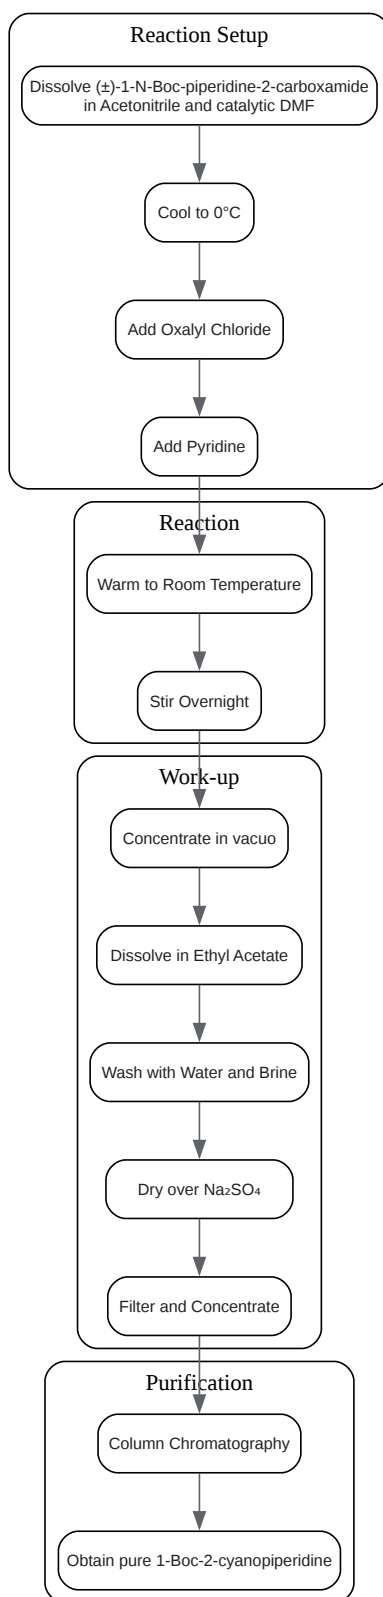 Reaction Setup
Dissolve (±)-1-N-Boc-piperidine-2-carboxamide
in Acetonitrile and catalytic DMF
Cool to 0°C
Add Oxalyl Chloride
Add Pyridine
Reaction
Warm to Room Temperature
Stir Overnight
Work-up
Concentrate in vacuo
Dissolve in Ethyl Acetate
Wash with Water and Brine
Dry over Na₂SO₄
Filter and Concentrate
Purification
Column Chromatography
Obtain pure 1-Boc-2-cyanopiperidine